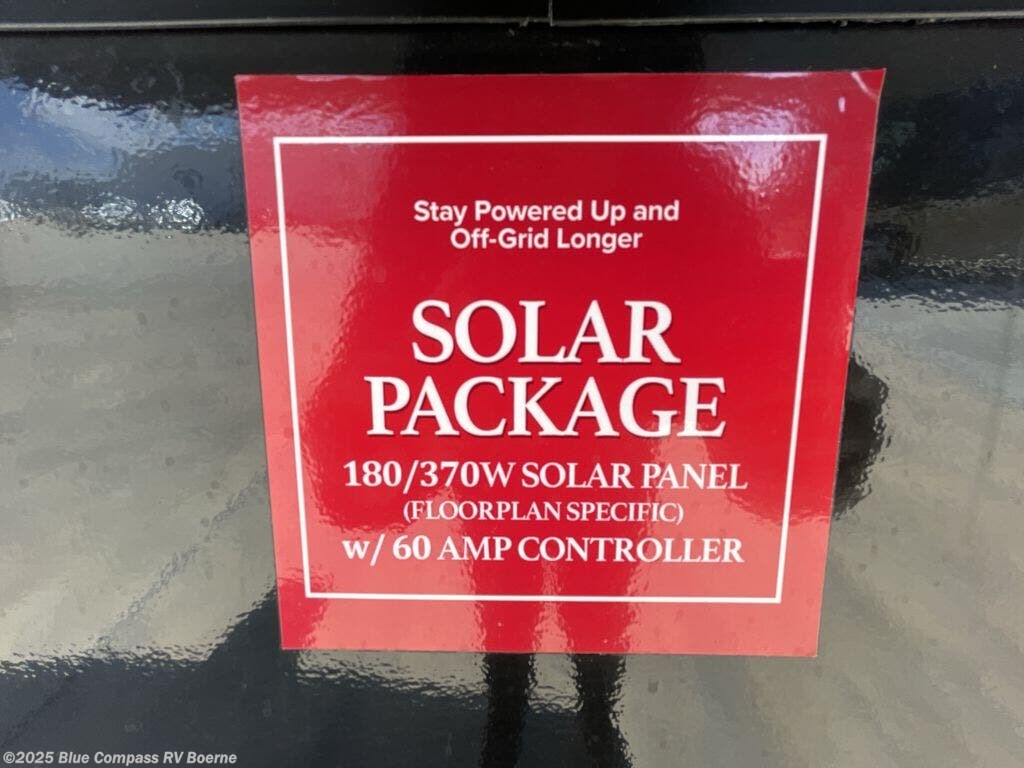 Stay Powered Up and
Off-Grid Longer
SOLAR
PACKAGE
180/370W SOLAR PANEL
(FLOORPLAN SPECIFIC)
w/ 60 AMP CONTROLLER
©2025 Blue Compass RV Boerne